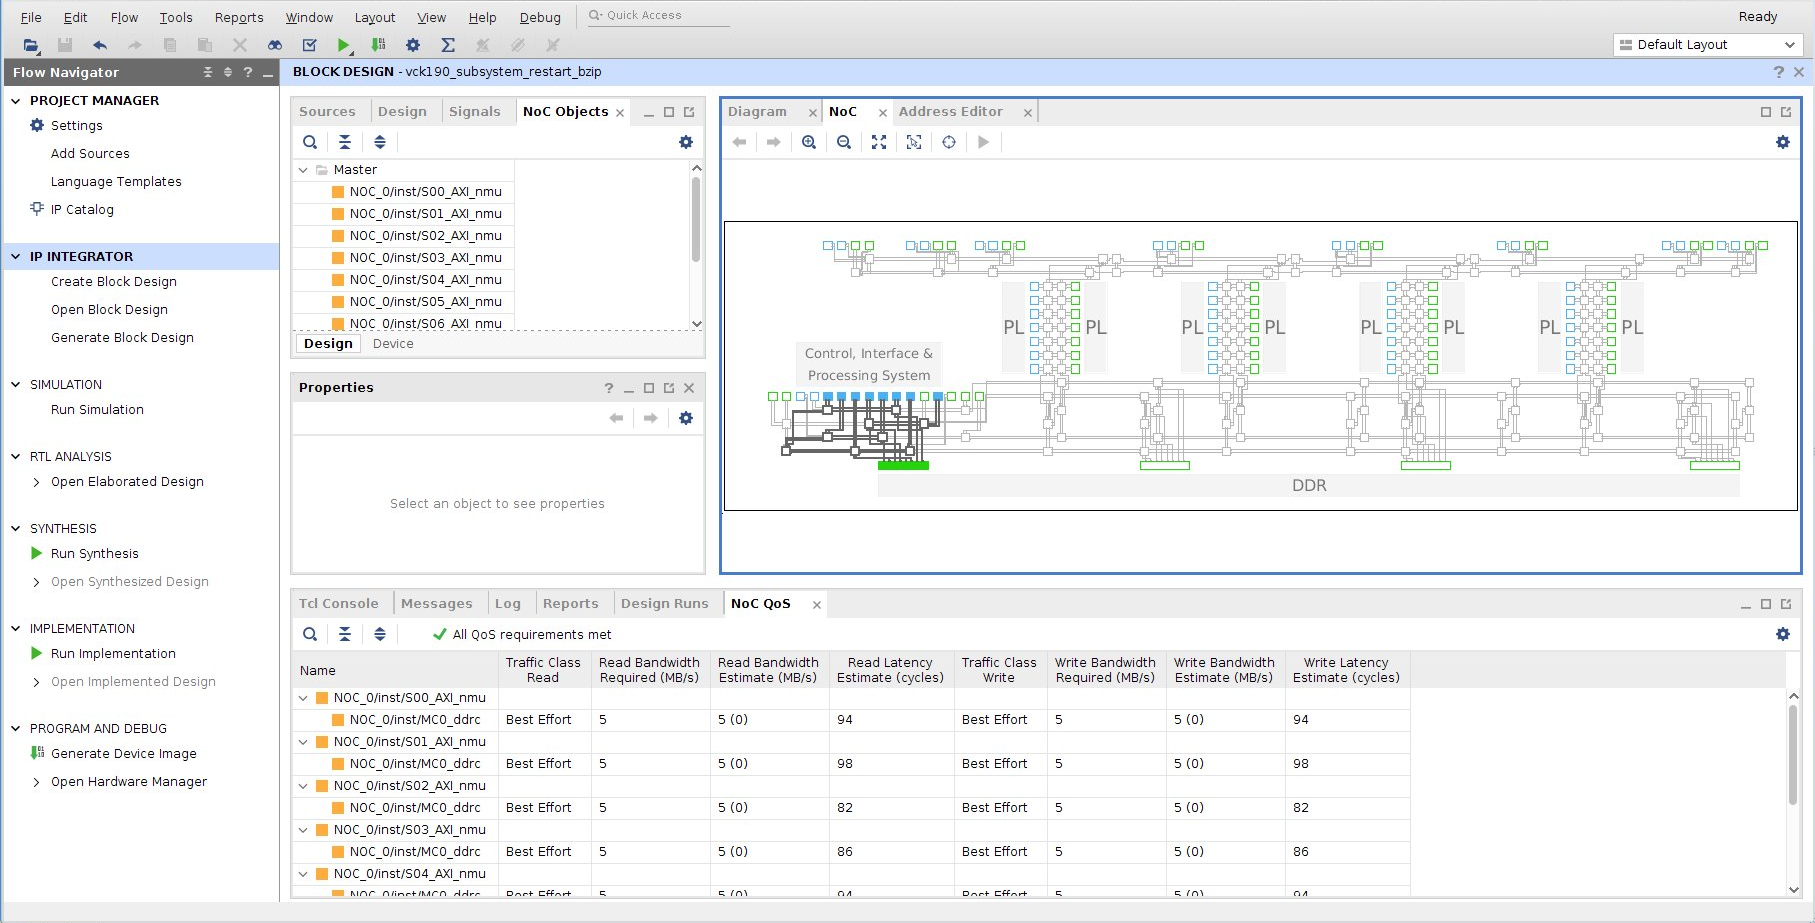 File Edit Flow Tools Reports Window Layout View Help Debug Quick Access Ready
Default Layout
Flow Navigator
PROJECT MANAGER
Settings
Add Sources
Language Templates
IP Catalog
IP INTEGRATOR
Create Block Design
Open Block Design
Generate Block Design
SIMULATION
Run Simulation
RTL ANALYSIS
Open Elaborated Design
SYNTHESIS
Run Synthesis
Open Synthesized Design
IMPLEMENTATION
Run Implementation
Open Implemented Design
PROGRAM AND DEBUG
Generate Device Image
Open Hardware Manager
BLOCK DESIGN - vck190_subsystem_restart_bzip
Sources Design Signals NoC Objects
Master
NOC_0/inst/S00_AXI_nmu
NOC_0/inst/S01_AXI_nmu
NOC_0/inst/S02_AXI_nmu
NOC_0/inst/S03_AXI_nmu
NOC_0/inst/S04_AXI_nmu
NOC_0/inst/S05_AXI_nmu
NOC_0/inst/S06_AXI_nmu
Design Device
Properties
Select an object to see properties
Diagram NoC Address Editor
PL PL PL PL PL PL PL PL
Control, Interface &
Processing System
DDR
Tcl Console Messages Log Reports Design Runs NoC QoS
All QoS requirements met
Name
Traffic Class
Read
Read Bandwidth
Required (MB/s)
Read Bandwidth
Estimate (MB/s)
Read Latency
Estimate (cycles)
Traffic Class
Write
Write Bandwidth
Required (MB/s)
Write Bandwidth
Estimate (MB/s)
Write Latency
Estimate (cycles)
NOC_0/inst/S00_AXI_nmu
NOC_0/inst/MC0_ddrc Best Effort 5 5 (0) 94 Best Effort 5 5 (0) 94
NOC_0/inst/S01_AXI_nmu
NOC_0/inst/MC0_ddrc Best Effort 5 5 (0) 98 Best Effort 5 5 (0) 98
NOC_0/inst/S02_AXI_nmu
NOC_0/inst/MC0_ddrc Best Effort 5 5 (0) 82 Best Effort 5 5 (0) 82
NOC_0/inst/S03_AXI_nmu
NOC_0/inst/MC0_ddrc Best Effort 5 5 (0) 86 Best Effort 5 5 (0) 86
NOC_0/inst/S04_AXI_nmu
NOC_0/inst/MC0_ddrc Best Effort 5 5 (0) 94 Best Effort 5 5 (0) 94